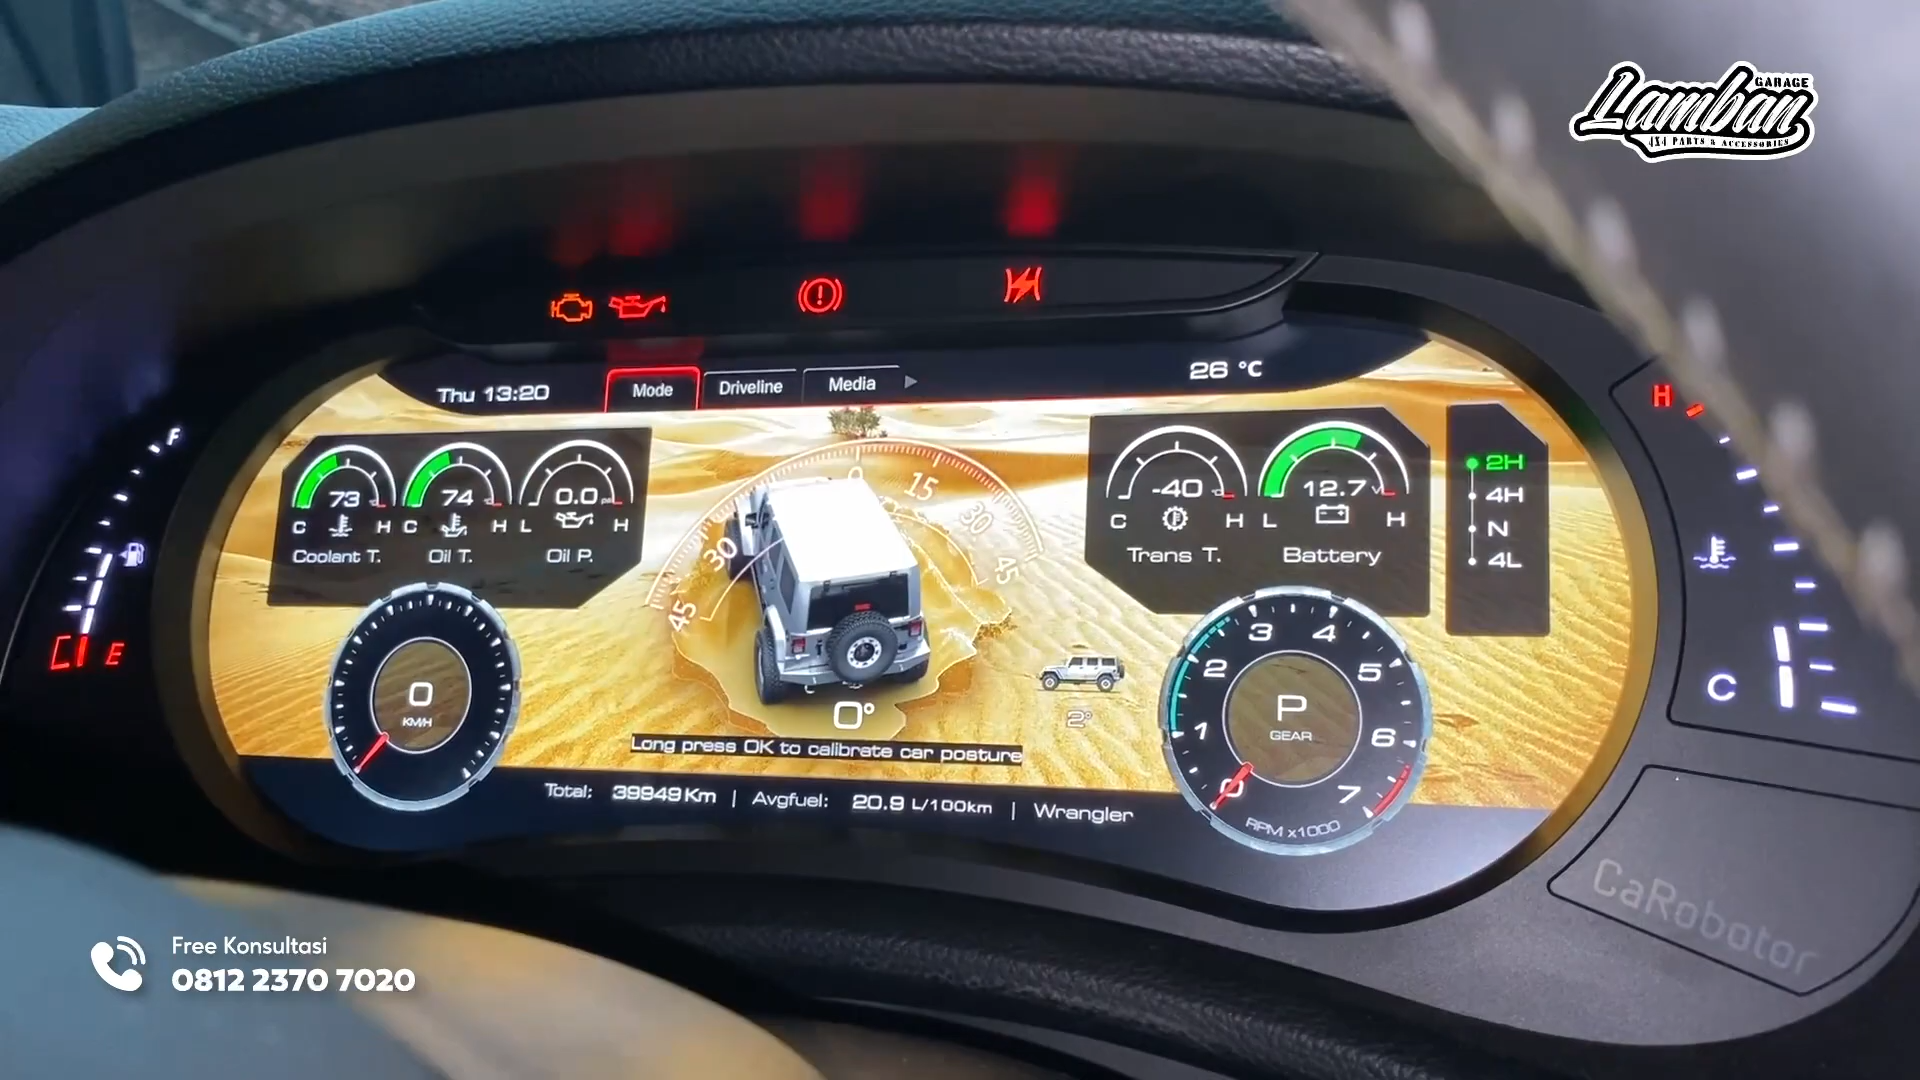 GARAGE
Lamban
4X4 PARTS & ACCESSORIES
Thu 13:20
Mode
Driveline
Media
26 °C
F
E
73
C H
Coolant T.
74
C H
Oil T.
0.0
L H
Oil P.
-40
C H
Trans T.
12.7 V
L H
Battery
2H
4H
N
4L
H
C
45 30 0 15 30 45
0°
2°
Long press OK to calibrate car posture
0
KM/H
0 1 2 3 4 5 6 7
P
GEAR
RPM x1000
Total: 39949 Km | Avgfuel: 20.9 L/100km | Wrangler
CaRobotor
Free Konsultasi
0812 2370 7020